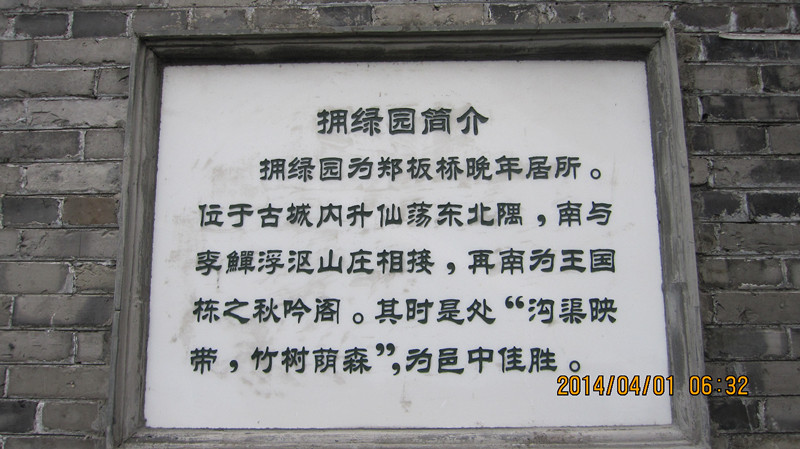 拥绿园简介
拥绿园为郑板桥晚年居所。
位于古城内升仙荡东北隅，南与
李鱓浮沤山庄相接，再南为王国
栋之秋吟阁。其时是处“沟渠映
带，竹树荫森”，为邑中佳胜。
2014/04/01 06:32